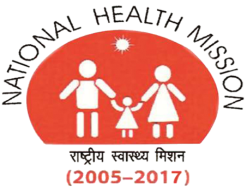 NATIONAL HEALTH MISSION
राष्ट्रीय स्वास्थ्य मिशन
(2005–2017)